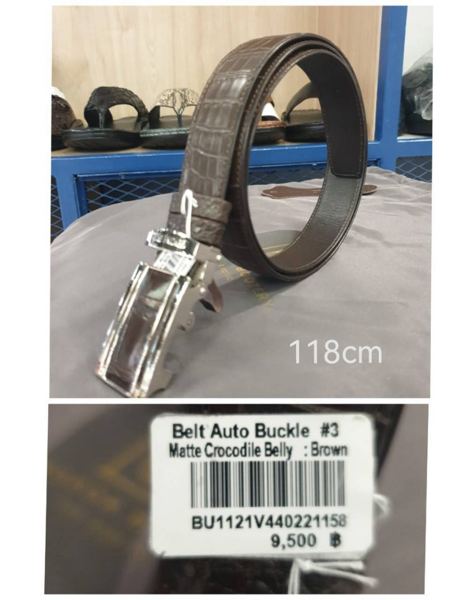 118cm
Belt Auto Buckle #3
Matte Crocodile Belly : Brown
BU1121V440221158
9,500 ฿